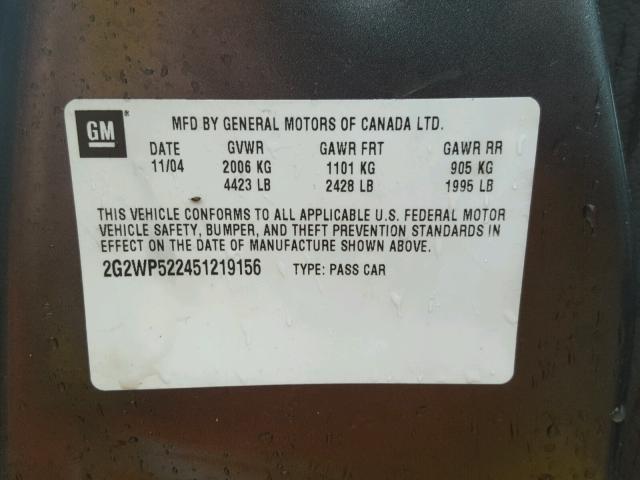 GM
MFD BY GENERAL MOTORS OF CANADA LTD.
DATE GVWR GAWR FRT GAWR RR
11/04 2006 KG 1101 KG 905 KG
4423 LB 2428 LB 1995 LB
THIS VEHICLE CONFORMS TO ALL APPLICABLE U.S. FEDERAL MOTOR
VEHICLE SAFETY, BUMPER, AND THEFT PREVENTION STANDARDS IN
EFFECT ON THE DATE OF MANUFACTURE SHOWN ABOVE.
2G2WP522451219156 TYPE: PASS CAR